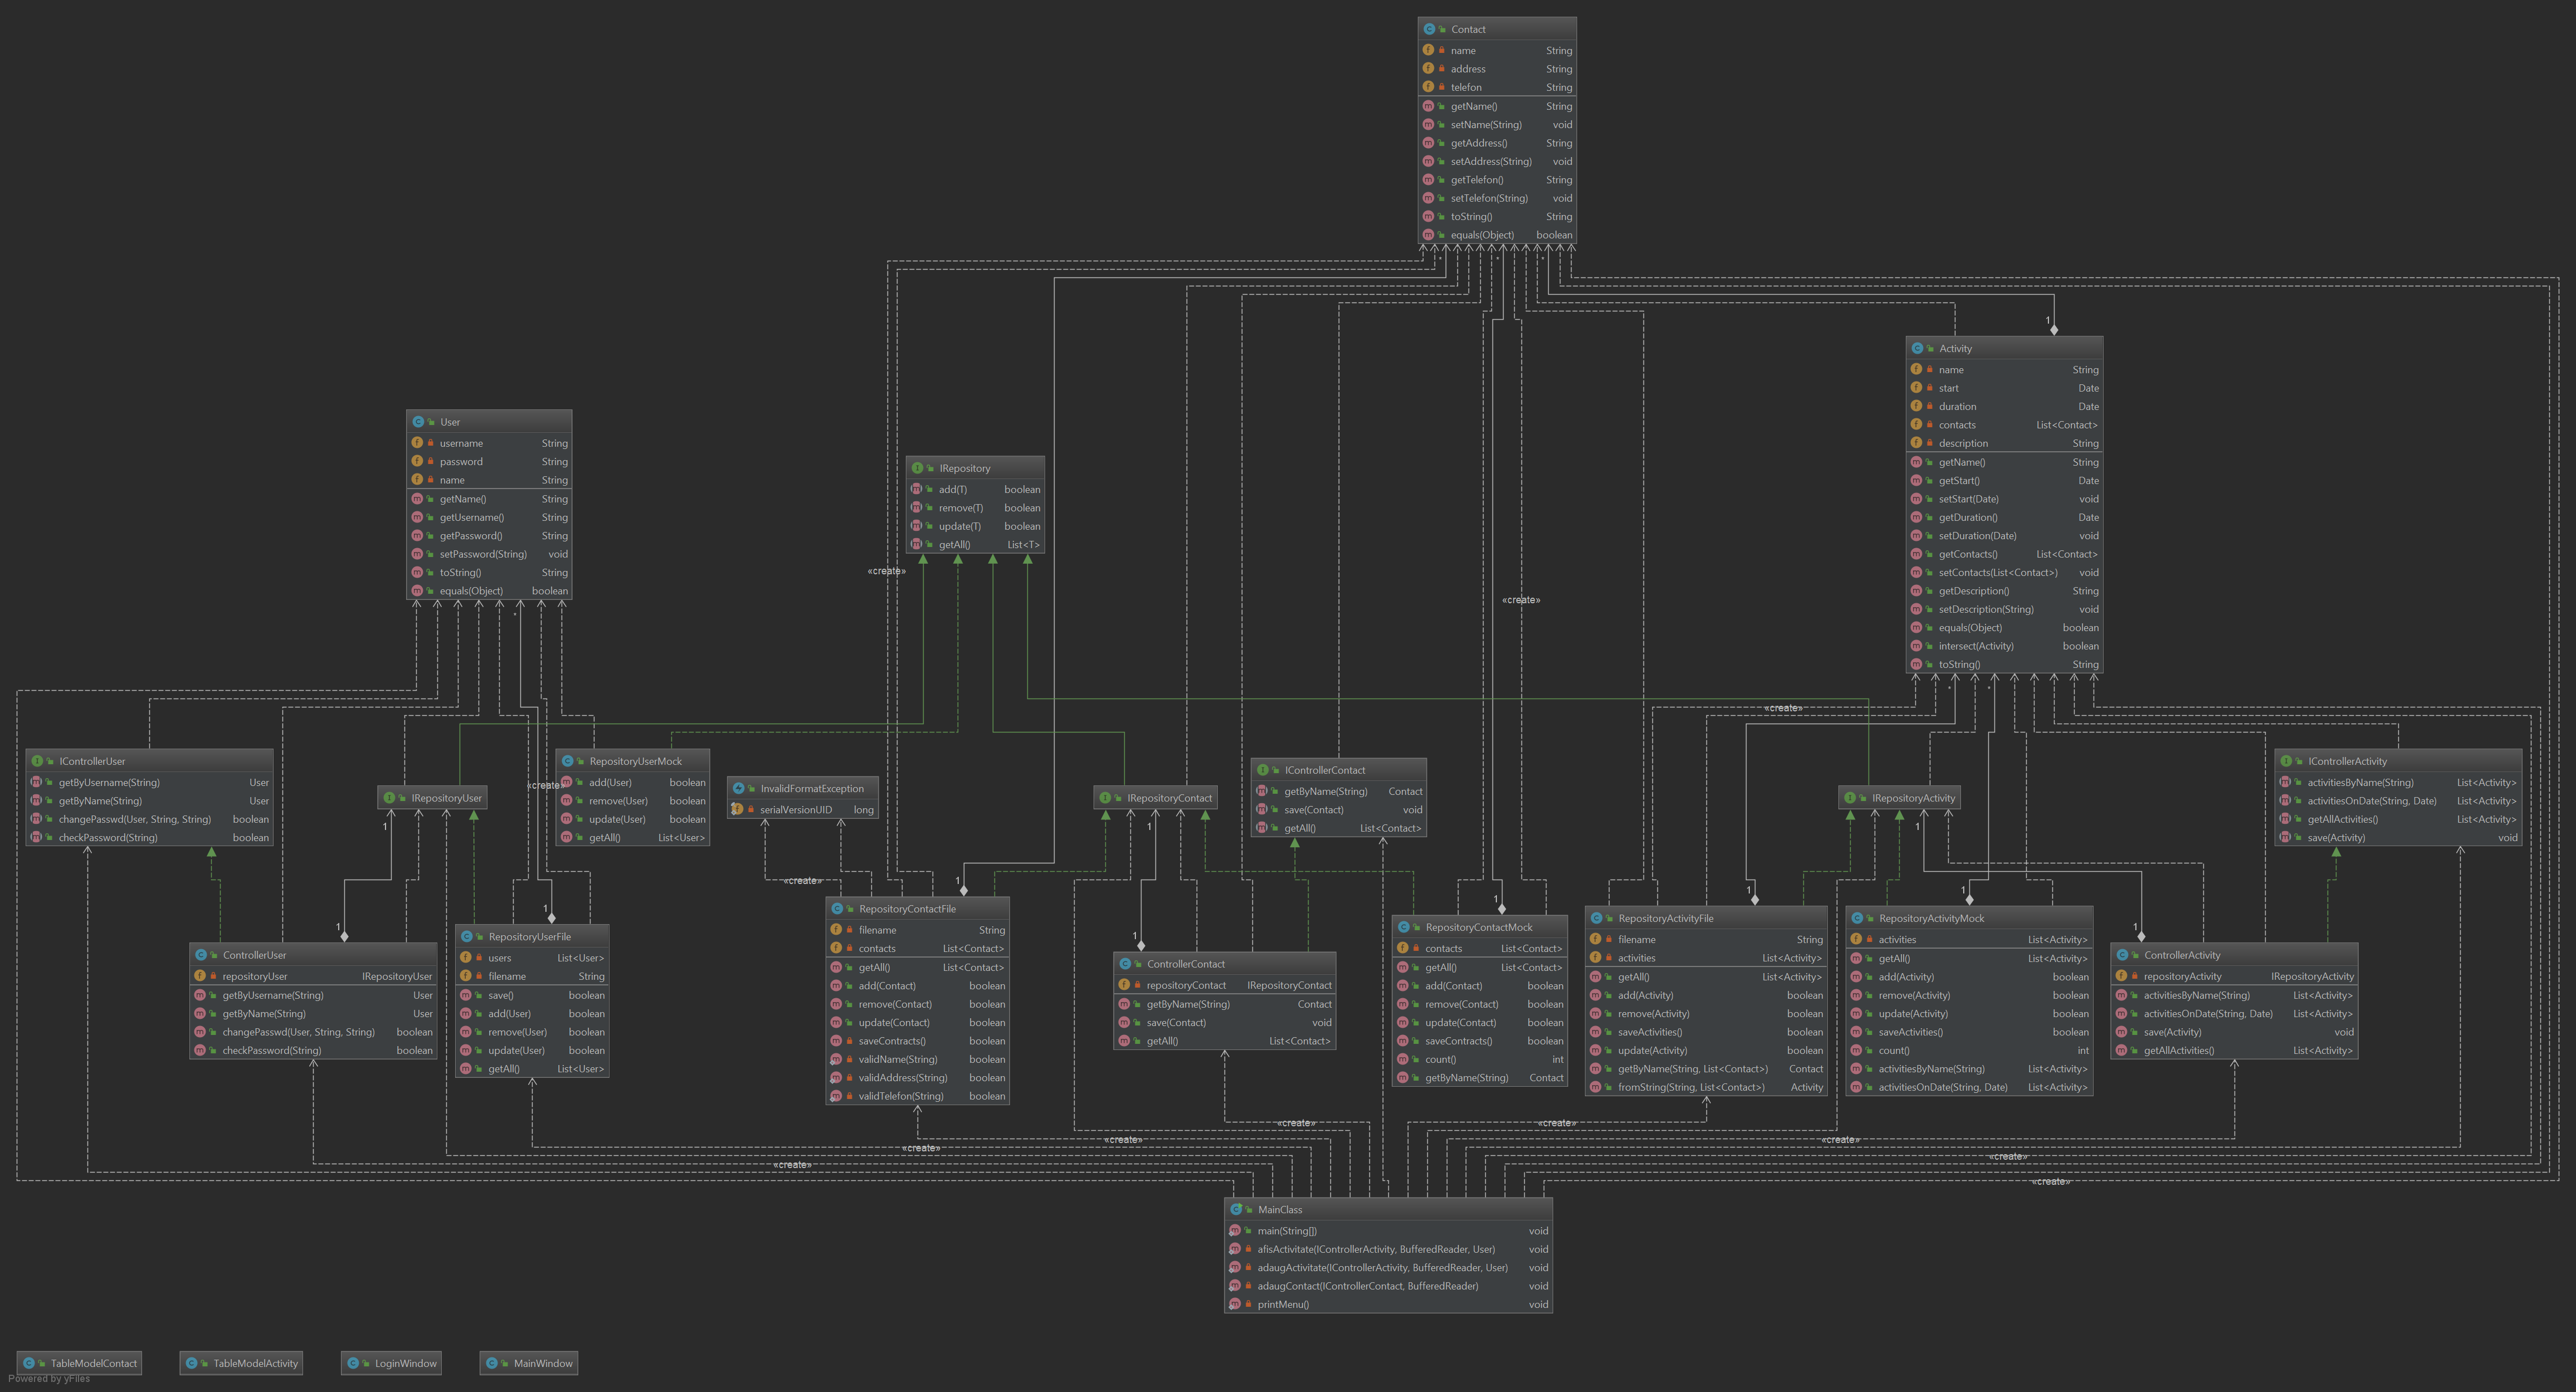 Contact
name String
address String
telefon String
getName() String
setName(String) void
getAddress() String
setAddress(String) void
getTelefon() String
setTelefon(String) void
toString() String
equals(Object) boolean
* * *
1
Activity
name String
start Date
duration Date
contacts List<Contact>
description String
getName() String
getStart() Date
setStart(Date) void
getDuration() Date
setDuration(Date) void
getContacts() List<Contact>
setContacts(List<Contact>) void
getDescription() String
setDescription(String) void
equals(Object) boolean
intersect(Activity) boolean
toString() String
* *
User
username String
password String
name String
getName() String
getUsername() String
getPassword() String
setPassword(String) void
toString() String
equals(Object) boolean
*
IRepository
add(T) boolean
remove(T) boolean
update(T) boolean
getAll() List<T>
«create»
«create»
«create»
IControllerUser
getByUsername(String) User
getByName(String) User
changePasswd(User, String, String) boolean
checkPassword(String) boolean
IRepositoryUser
1
«create»
RepositoryUserMock
add(User) boolean
remove(User) boolean
update(User) boolean
getAll() List<User>
InvalidFormatException
serialVersionUID long
«create»
IRepositoryContact
1
IControllerContact
getByName(String) Contact
save(Contact) void
getAll() List<Contact>
IRepositoryActivity
1
IControllerActivity
activitiesByName(String) List<Activity>
activitiesOnDate(String, Date) List<Activity>
getAllActivities() List<Activity>
save(Activity) void
1
ControllerUser
repositoryUser IRepositoryUser
getByUsername(String) User
getByName(String) User
changePasswd(User, String, String) boolean
checkPassword(String) boolean
1
RepositoryUserFile
users List<User>
filename String
save() boolean
add(User) boolean
remove(User) boolean
update(User) boolean
getAll() List<User>
1
RepositoryContactFile
filename String
contacts List<Contact>
getAll() List<Contact>
add(Contact) boolean
remove(Contact) boolean
update(Contact) boolean
saveContracts() boolean
validName(String) boolean
validAddress(String) boolean
validTelefon(String) boolean
1
ControllerContact
repositoryContact IRepositoryContact
getByName(String) Contact
save(Contact) void
getAll() List<Contact>
1
RepositoryContactMock
contacts List<Contact>
getAll() List<Contact>
add(Contact) boolean
remove(Contact) boolean
update(Contact) boolean
saveContracts() boolean
count() int
getByName(String) Contact
1
RepositoryActivityFile
filename String
activities List<Activity>
getAll() List<Activity>
add(Activity) boolean
remove(Activity) boolean
saveActivities() boolean
update(Activity) boolean
getByName(String, List<Contact>) Contact
fromString(String, List<Contact>) Activity
1
RepositoryActivityMock
activities List<Activity>
getAll() List<Activity>
add(Activity) boolean
remove(Activity) boolean
update(Activity) boolean
saveActivities() boolean
count() int
activitiesByName(String) List<Activity>
activitiesOnDate(String, Date) List<Activity>
1
ControllerActivity
repositoryActivity IRepositoryActivity
activitiesByName(String) List<Activity>
activitiesOnDate(String, Date) List<Activity>
save(Activity) void
getAllActivities() List<Activity>
«create» «create»
«create» «create»
«create»
«create»
«create»
«create»
MainClass
main(String[]) void
afisActivitate(IControllerActivity, BufferedReader, User) void
adaugActivitate(IControllerActivity, BufferedReader, User) void
adaugContact(IControllerContact, BufferedReader) void
printMenu() void
TableModelContact
TableModelActivity
LoginWindow
MainWindow
Powered by yFiles